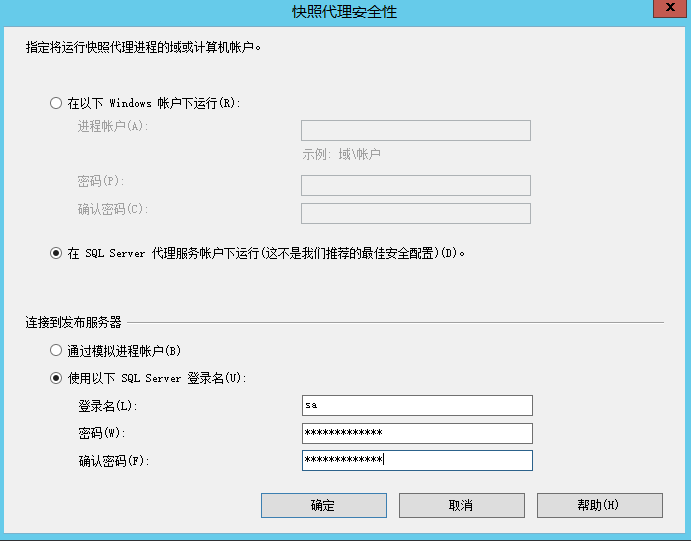 快照代理安全性
X
指定将运行快照代理进程的域或计算机帐户。
在以下 Windows 帐户下运行(R):
进程帐户(A):
示例: 域\帐户
密码(P):
确认密码(C):
在 SQL Server 代理服务帐户下运行(这不是我们推荐的最佳安全配置)(D)。
连接到发布服务器
通过模拟进程帐户(B)
使用以下 SQL Server 登录名(U):
登录名(L): sa
密码(W): *************
确认密码(F): *************
确定 取消 帮助(H)